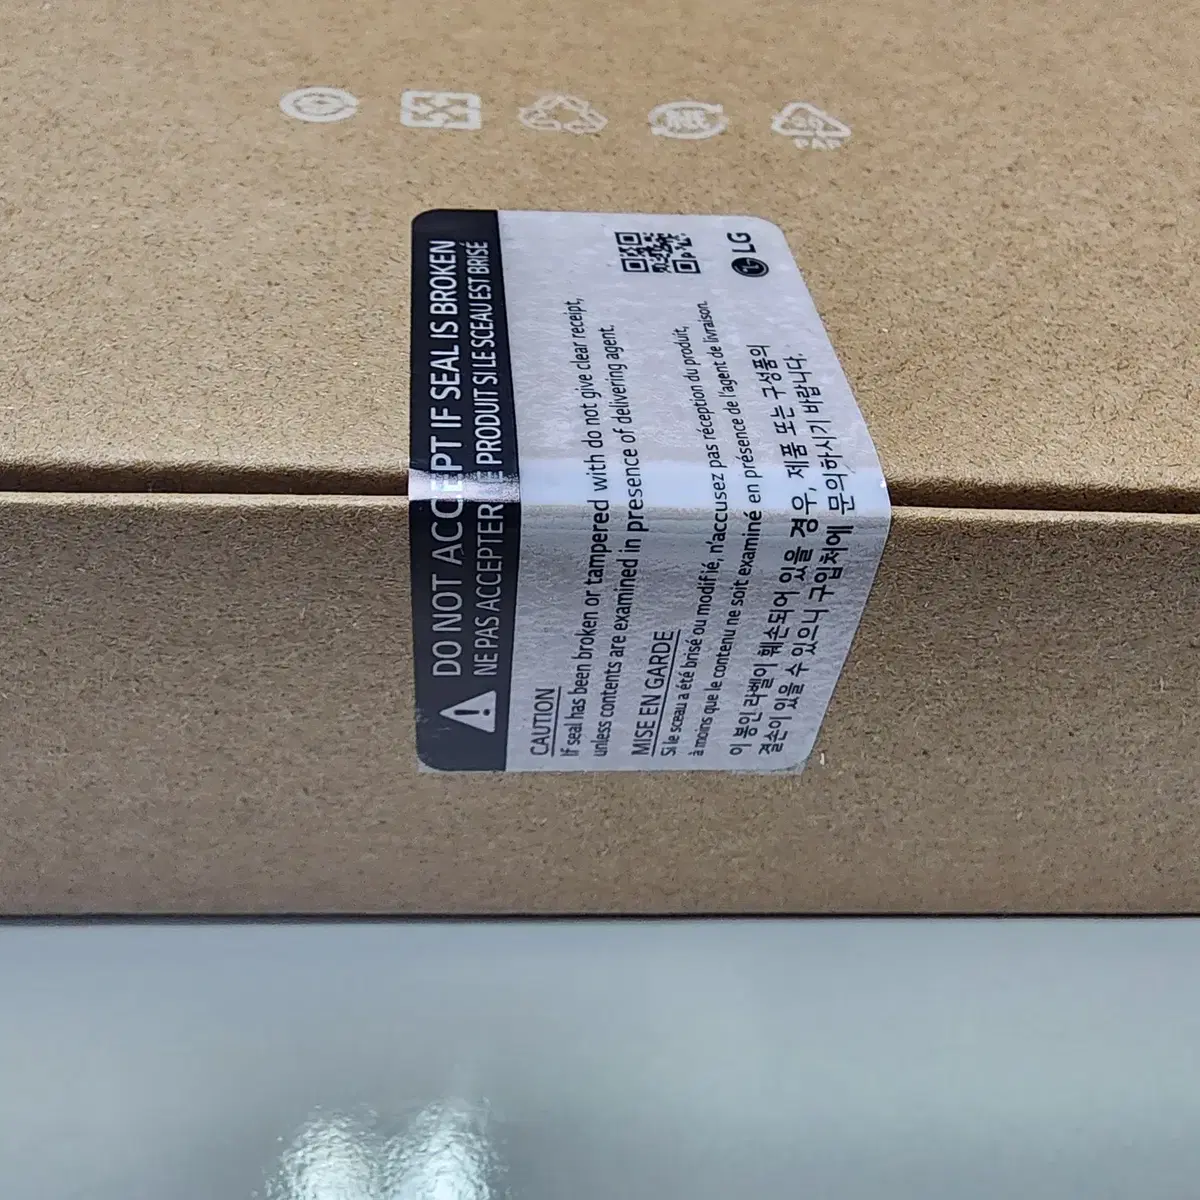 PAP
DO NOT ACCEPT IF SEAL IS BROKEN
NE PAS ACCEPTER LE PRODUIT SI LE SCEAU EST BRISÉ
CAUTION
If seal has been broken or tampered with do not give clear receipt,
unless contents are examined in presence of delivering agent.
MISE EN GARDE
Si le sceau a été brisé ou modifié, n'accusez pas réception du produit,
à moins que le contenu ne soit examiné en présence de l'agent de livraison.
이 봉인 라벨이 훼손되어 있을 경우, 제품 또는 구성품의
결손이 있을 수 있으니 구입처에 문의하시기 바랍니다.
LG